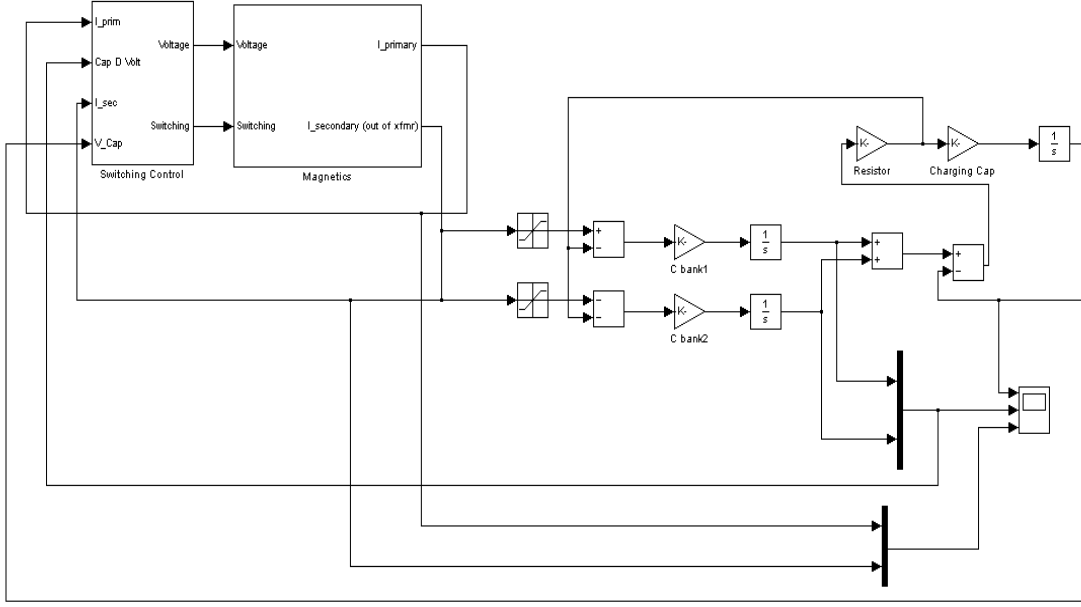 I_prim
Cap D Volt
I_sec
V_Cap
Voltage
Switching
Switching Control
Voltage
Switching
I_primary
I_secondary (out of xfmr)
Magnetics
K-
Resistor
K-
Charging Cap
1
s
+
−
K-
C bank1
1
s
+
+
+
−
−
−
K-
C bank2
1
s